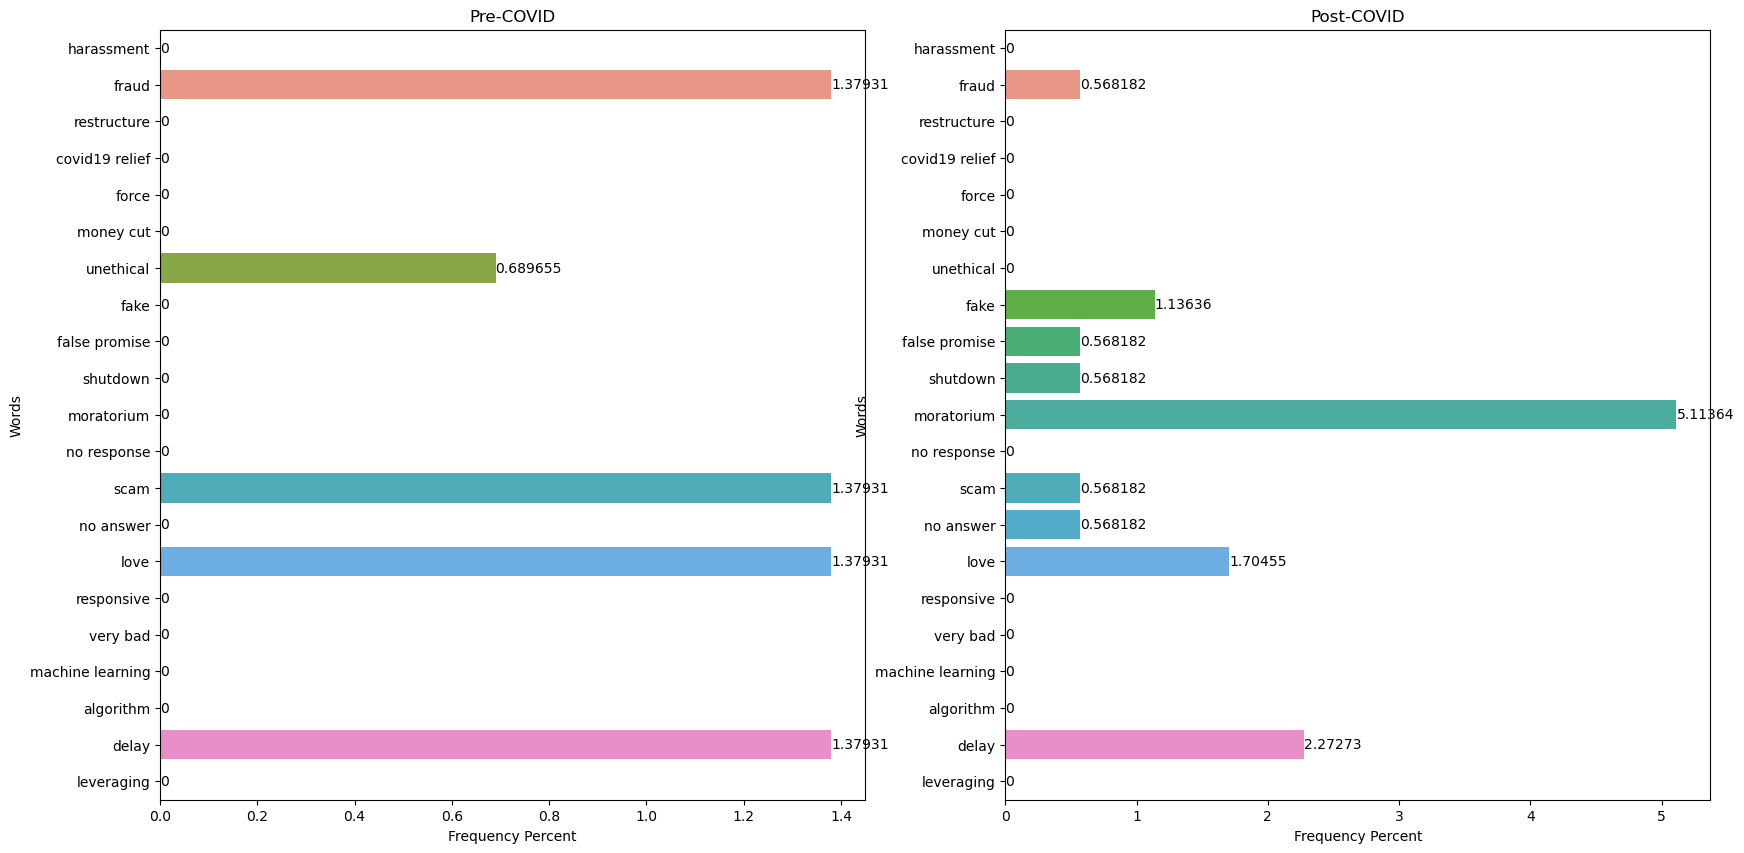 Pre-COVID
harassment 0
fraud 1.37931
restructure 0
covid19 relief 0
force 0
money cut 0
unethical 0.689655
fake 0
false promise 0
shutdown 0
moratorium 0
no response 0
scam 1.37931
no answer 0
love 1.37931
responsive 0
very bad 0
machine learning 0
algorithm 0
delay 1.37931
leveraging 0
Words
0.0 0.2 0.4 0.6 0.8 1.0 1.2 1.4
Frequency Percent
Post-COVID
harassment 0
fraud 0.568182
restructure 0
covid19 relief 0
force 0
money cut 0
unethical 0
fake 1.13636
false promise 0.568182
shutdown 0.568182
moratorium 5.11364
no response 0
scam 0.568182
no answer 0.568182
love 1.70455
responsive 0
very bad 0
machine learning 0
algorithm 0
delay 2.27273
leveraging 0
Words
0 1 2 3 4 5
Frequency Percent